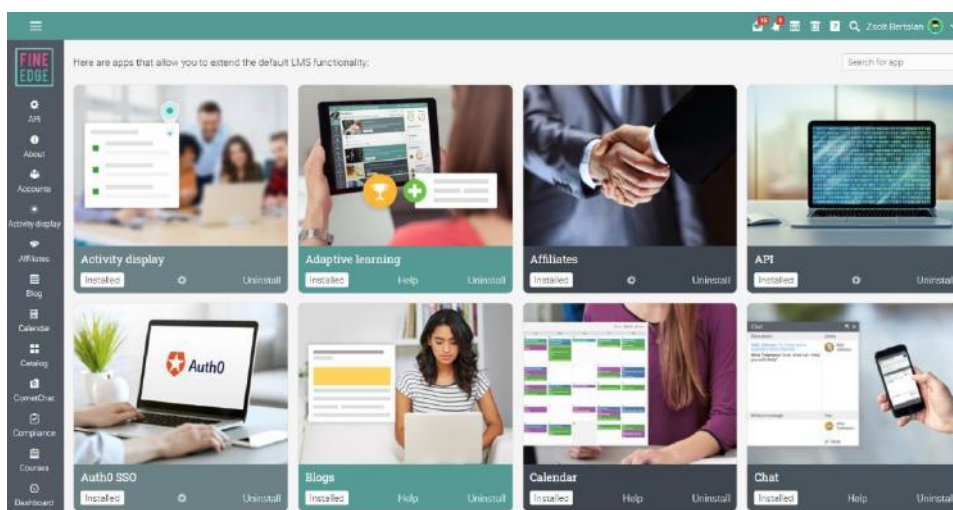 15
Zsolt Bertalan
FINE
EDGE
Here are apps that allow you to extend the default LMS functionality:
Search for app
API
About
Accounts
Activity display
Affiliates
Blog
Calendar
Catalog
CometChat
Compliance
Courses
Dashboard
Activity display
Installed Uninstall
Adaptive learning
Installed Help Uninstall
Affiliates
Installed Uninstall
API
Installed Uninstall
Auth0
Auth0 SSO
Installed Uninstall
Blogs
Installed Help Uninstall
Calendar
Installed Help Uninstall
Chat
Chat
Installed Help Uninstall